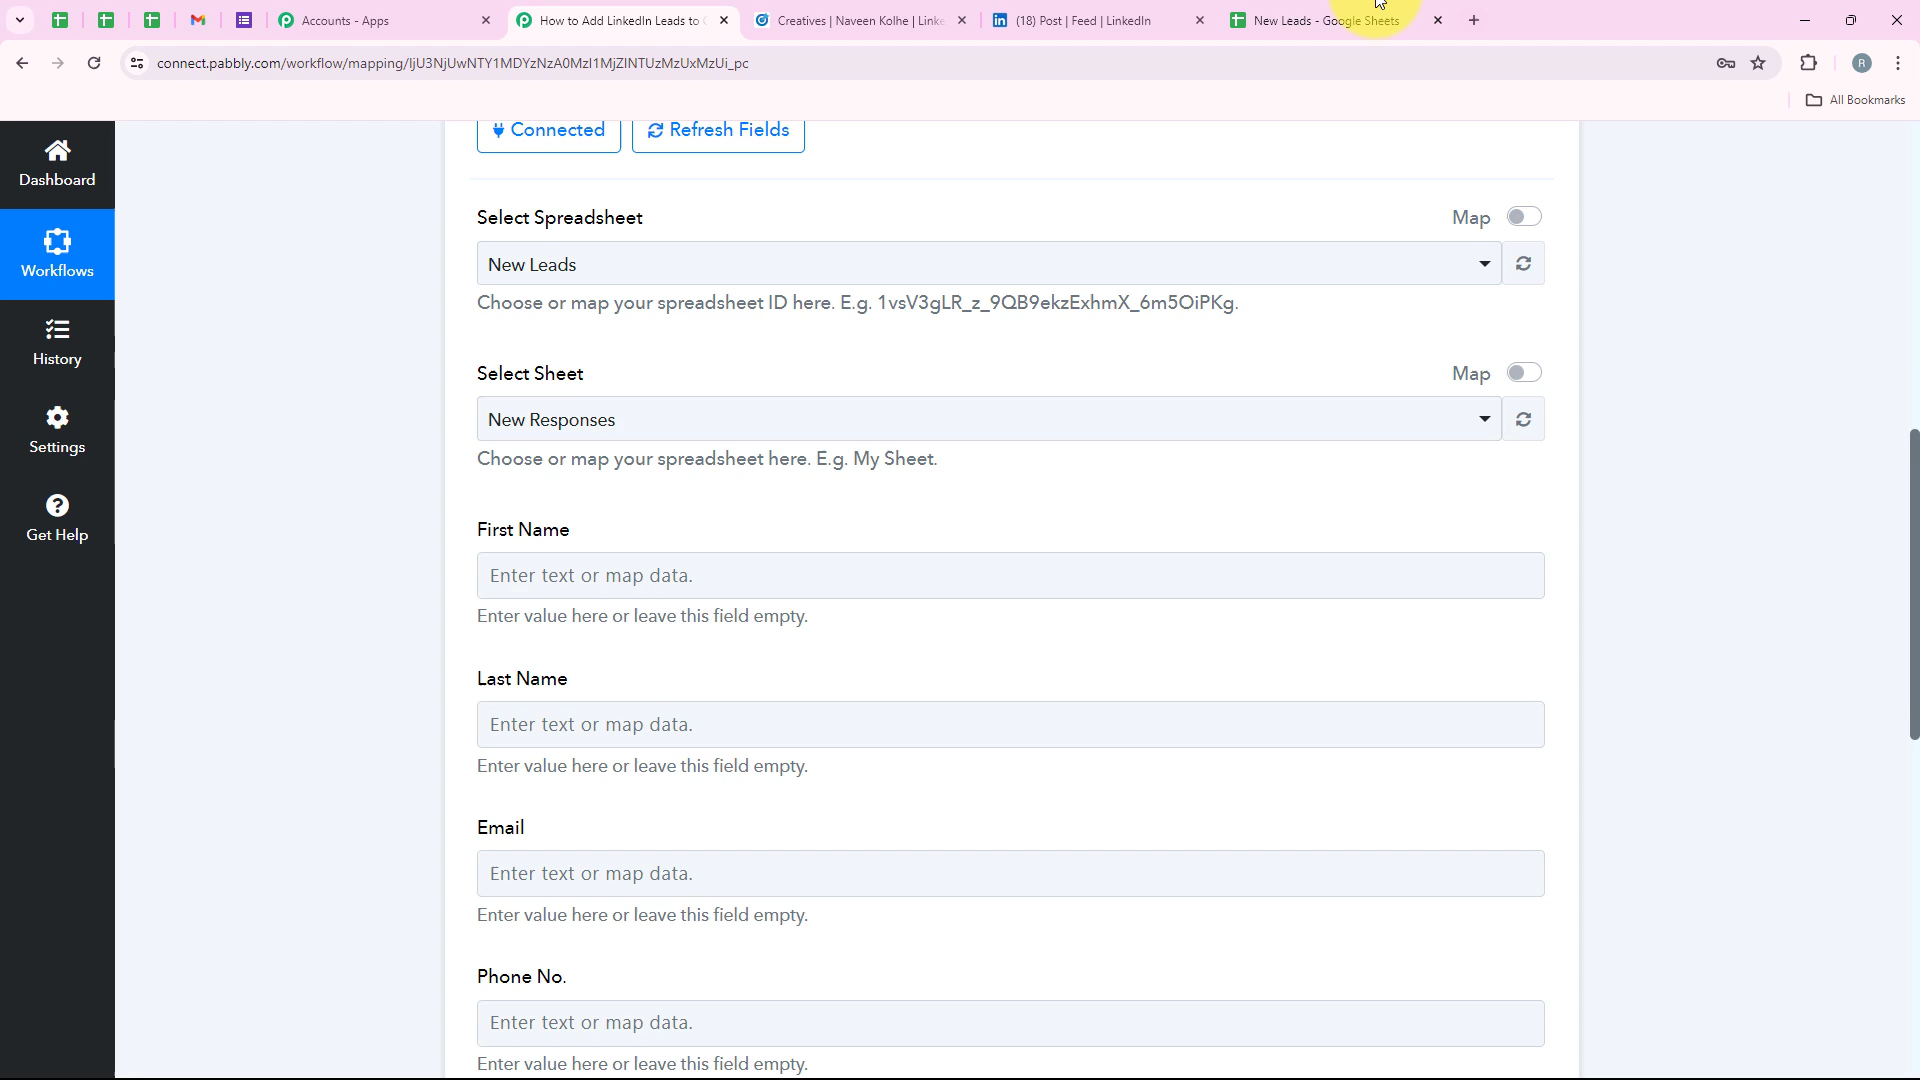 Accounts - Apps
How to Add LinkedIn Leads to
Creatives | Naveen Kolhe | Linke
(18) Post | Feed | LinkedIn
New Leads - Google Sheets
connect.pabbly.com/workflow/mapping/IjU3NjUwNTY1MDYzNzA0MzI1MjZlNTUzMzUxMzUi_pc
R
All Bookmarks
Dashboard
Workflows
History
Settings
Get Help
Connected
Refresh Fields
Select Spreadsheet
Map
New Leads
Choose or map your spreadsheet ID here. E.g. 1vsV3gLR_z_9QB9ekzExhmX_6m5OiPKg.
Select Sheet
Map
New Responses
Choose or map your spreadsheet here. E.g. My Sheet.
First Name
Enter text or map data.
Enter value here or leave this field empty.
Last Name
Enter text or map data.
Enter value here or leave this field empty.
Email
Enter text or map data.
Enter value here or leave this field empty.
Phone No.
Enter text or map data.
Enter value here or leave this field empty.